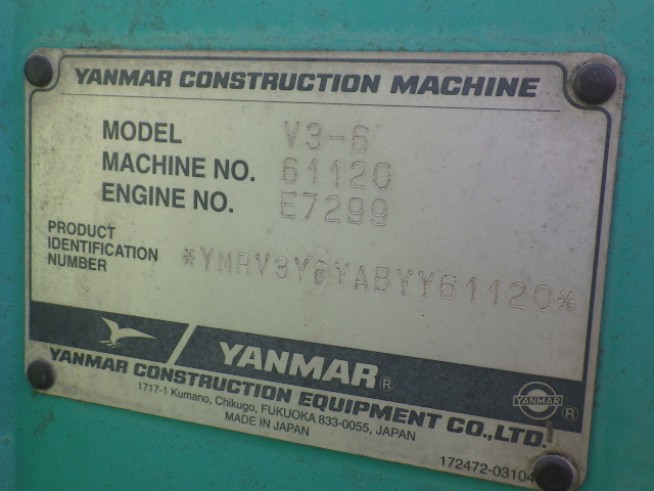 YANMAR CONSTRUCTION MACHINE
MODEL V3-6
MACHINE NO. 61120
ENGINE NO. E7299
PRODUCT
IDENTIFICATION
NUMBER *YMRV3Y6YABYY61120*
YANMAR®
YANMAR ®
YANMAR CONSTRUCTION EQUIPMENT CO.,LTD.
1717-1 Kumano, Chikugo, FUKUOKA 833-0055, JAPAN
MADE IN JAPAN
172472-03104